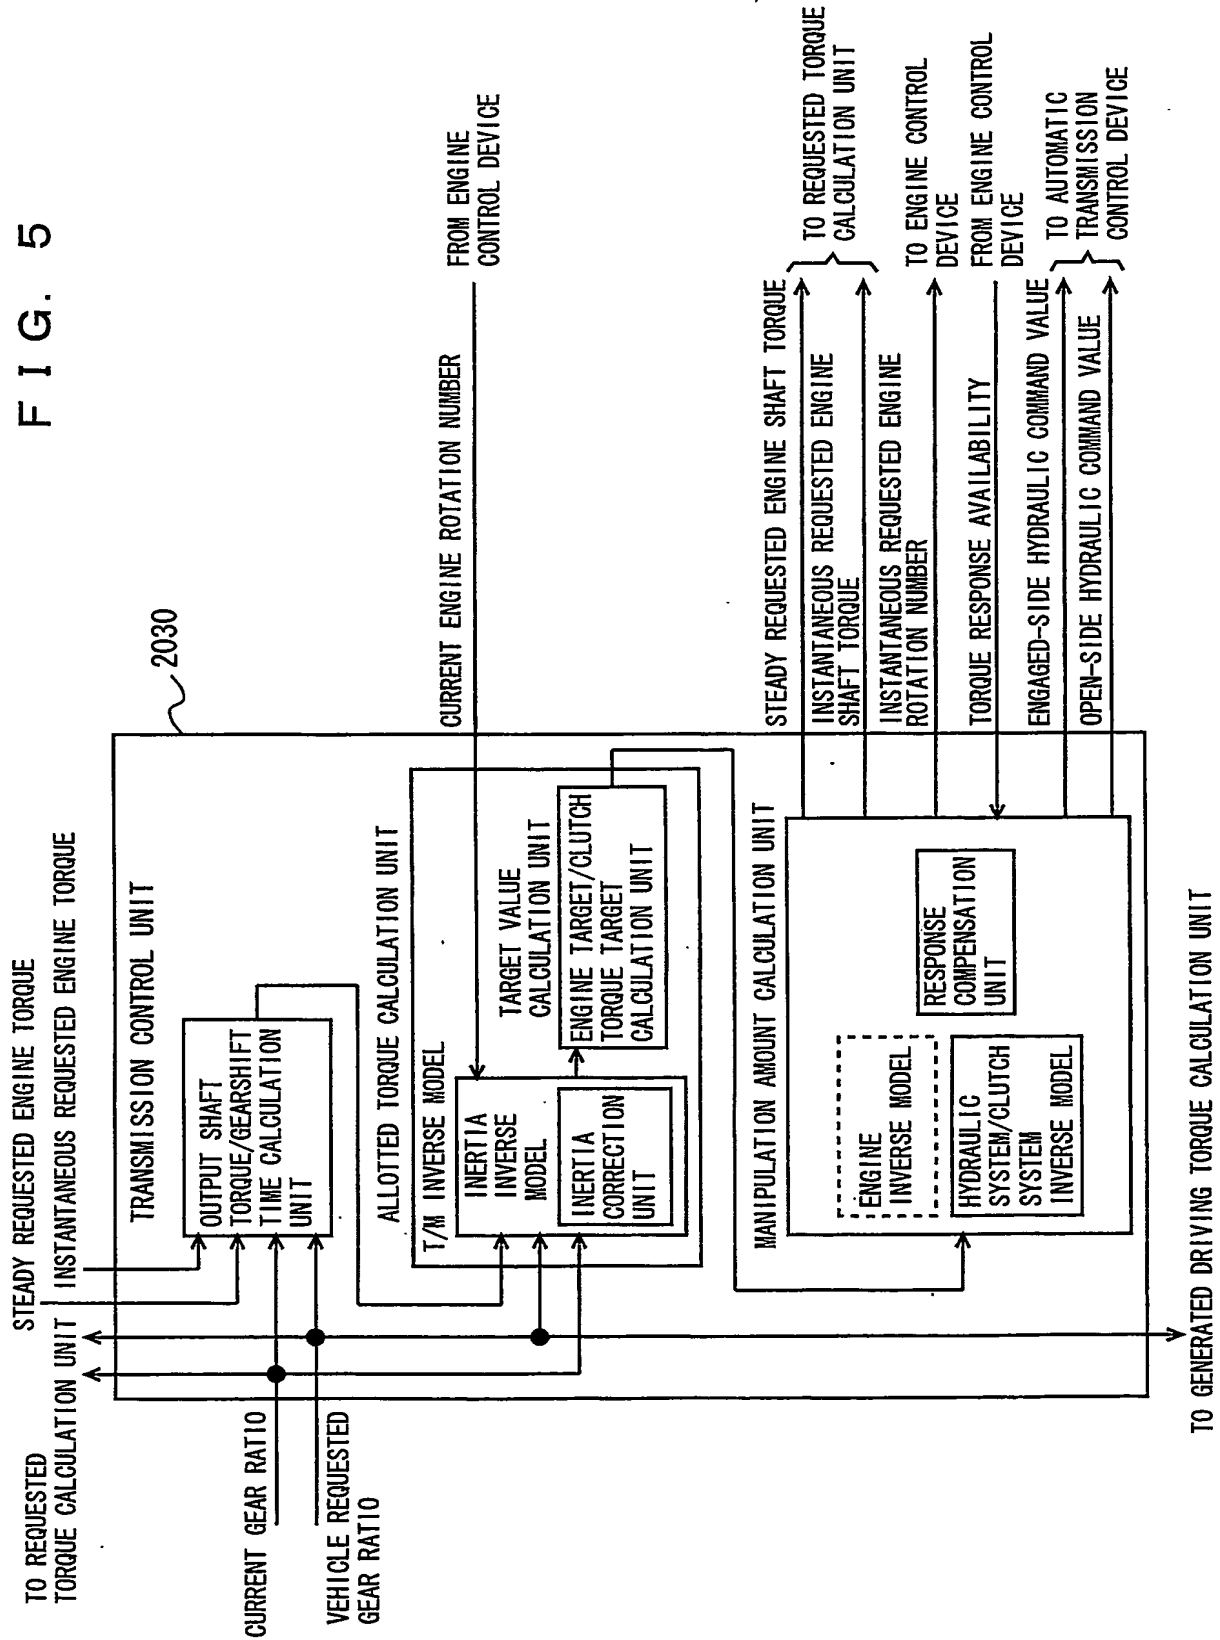 F I G. 5
TO REQUESTED
TORQUE CALCULATION UNIT
STEADY REQUESTED ENGINE TORQUE
INSTANTANEOUS REQUESTED ENGINE TORQUE
CURRENT GEAR RATIO
VEHICLE REQUESTED
GEAR RATIO
2030
TRANSMISSION CONTROL UNIT
OUTPUT SHAFT
TORQUE/GEARSHIFT
TIME CALCULATION
UNIT
ALLOTTED TORQUE CALCULATION UNIT
T/M INVERSE MODEL
INERTIA
INVERSE
MODEL
INERTIA
CORRECTION
UNIT
TARGET VALUE
CALCULATION UNIT
ENGINE TARGET/CLUTCH
TORQUE TARGET
CALCULATION UNIT
CURRENT ENGINE ROTATION NUMBER
FROM ENGINE
CONTROL DEVICE
MANIPULATION AMOUNT CALCULATION UNIT
ENGINE
INVERSE MODEL
HYDRAULIC
SYSTEM/CLUTCH
SYSTEM
INVERSE MODEL
RESPONSE
COMPENSATION
UNIT
STEADY REQUESTED ENGINE SHAFT TORQUE
INSTANTANEOUS REQUESTED ENGINE
SHAFT TORQUE
TO REQUESTED TORQUE
CALCULATION UNIT
INSTANTANEOUS REQUESTED ENGINE
ROTATION NUMBER
TO ENGINE CONTROL
DEVICE
TORQUE RESPONSE AVAILABILITY
FROM ENGINE CONTROL
DEVICE
ENGAGED-SIDE HYDRAULIC COMMAND VALUE
OPEN-SIDE HYDRAULIC COMMAND VALUE
TO AUTOMATIC
TRANSMISSION
CONTROL DEVICE
TO GENERATED DRIVING TORQUE CALCULATION UNIT